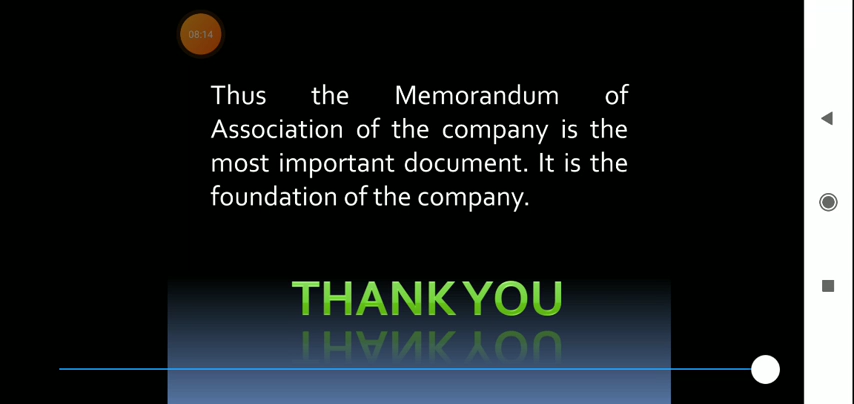 08:14
Thus the Memorandum of
Association of the company is the
most important document. It is the
foundation of the company.
THANK YOU